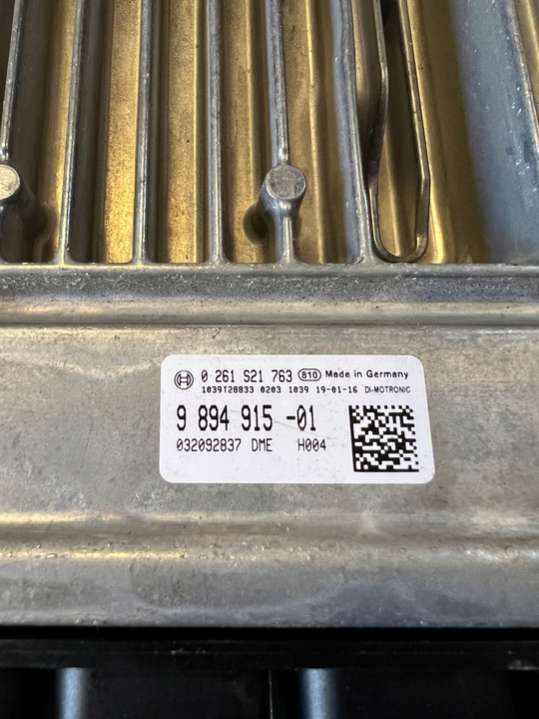 0 261 S21 763 810 Made in Germany
1039T28833 0203 1039 19-01-16 DI-MOTRONIC
9 894 915 -01
032092837 DME H004